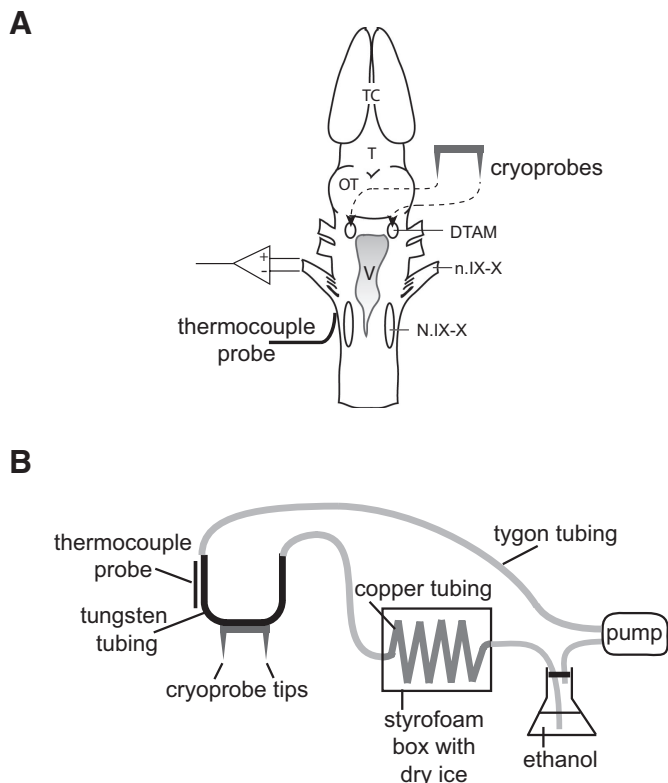 A
TC
T
OT
cryoprobes
DTAM
+
-
V
n.IX-X
thermocouple
probe
N.IX-X
B
thermocouple
probe
tygon tubing
copper tubing
tungsten
tubing
pump
cryoprobe tips
styrofoam
box with
dry ice
ethanol